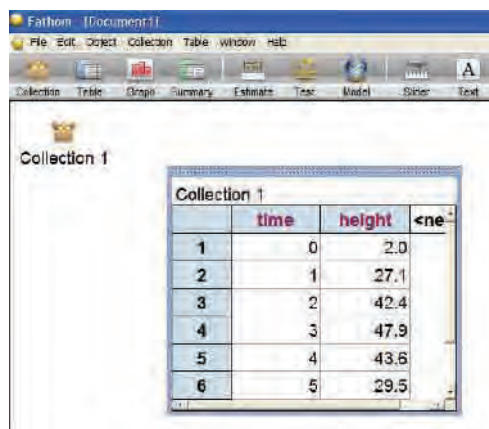 Fathom - [Document1]
File Edit Object Collection Table Window Help
Collection Table Graph Summary Estimate Test Model Slider Text
Collection 1
Collection 1
time height <ne
1 0 2.0
2 1 27.1
3 2 42.4
4 3 47.9
5 4 43.6
6 5 29.5